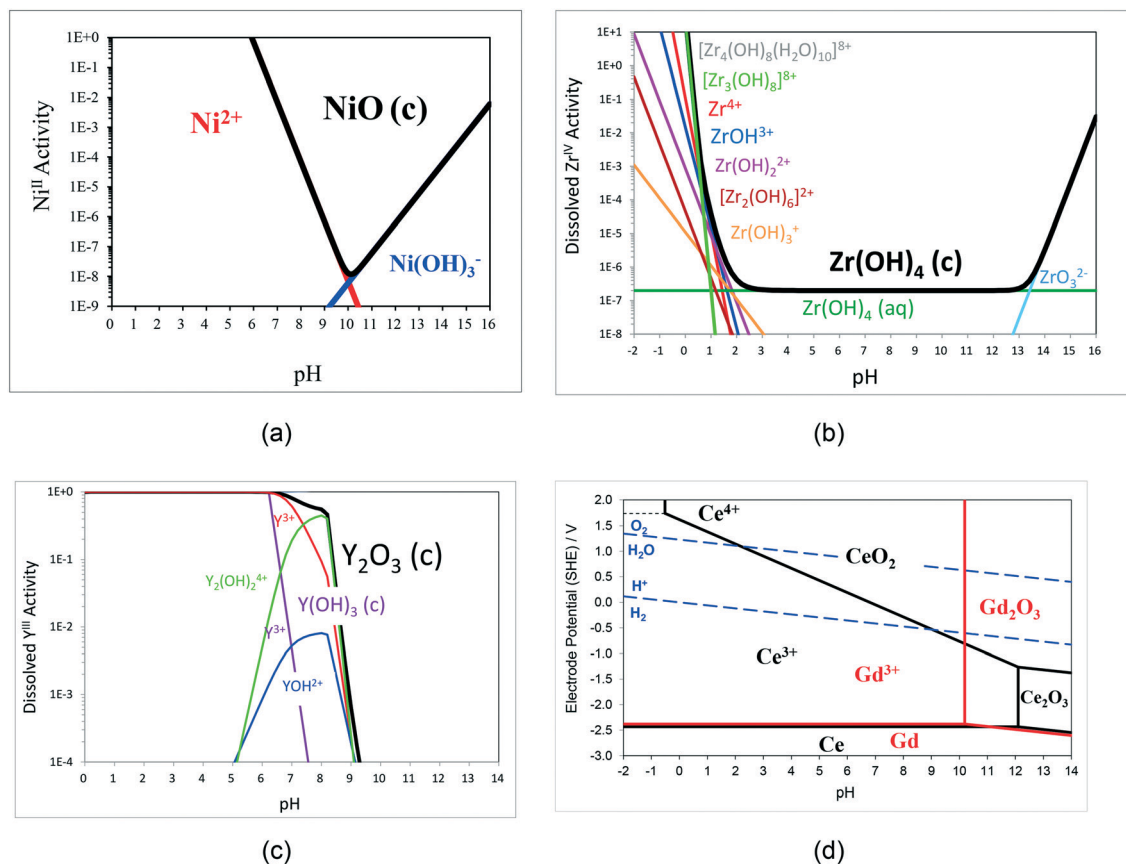 1E+0
1E-1
1E-2
1E-3
1E-4
1E-5
1E-6
1E-7
1E-8
1E-9
Ni^II Activity
Ni²⁺
NiO (c)
Ni(OH)₃⁻
0 1 2 3 4 5 6 7 8 9 10 11 12 13 14 15 16
pH
(a)
1E+1
1E+0
1E-1
1E-2
1E-3
1E-4
1E-5
1E-6
1E-7
1E-8
Dissolved Zr^IV Activity
[Zr₄(OH)₈(H₂O)₁₀]⁸⁺
[Zr₃(OH)₈]⁸⁺
Zr⁴⁺
ZrOH³⁺
Zr(OH)₂²⁺
[Zr₂(OH)₆]²⁺
Zr(OH)₃⁺
Zr(OH)₄ (c)
ZrO₃²⁻
Zr(OH)₄ (aq)
-2 -1 0 1 2 3 4 5 6 7 8 9 10 11 12 13 14 15 16
pH
(b)
1E+0
1E-1
1E-2
1E-3
1E-4
Dissolved Y^III Activity
Y³⁺
Y₂O₃ (c)
Y₂(OH)₂⁴⁺
Y(OH)₃ (c)
Y³⁺
YOH²⁺
0 1 2 3 4 5 6 7 8 9 10 11 12 13 14
pH
(c)
2.0
1.5
1.0
0.5
0.0
-0.5
-1.0
-1.5
-2.0
-2.5
-3.0
Electrode Potential (SHE) / V
Ce⁴⁺
O₂
H₂O
CeO₂
H⁺
H₂
Gd₂O₃
Ce³⁺
Gd³⁺
Ce₂O₃
Ce
Gd
-2 -1 0 1 2 3 4 5 6 7 8 9 10 11 12 13 14
pH
(d)